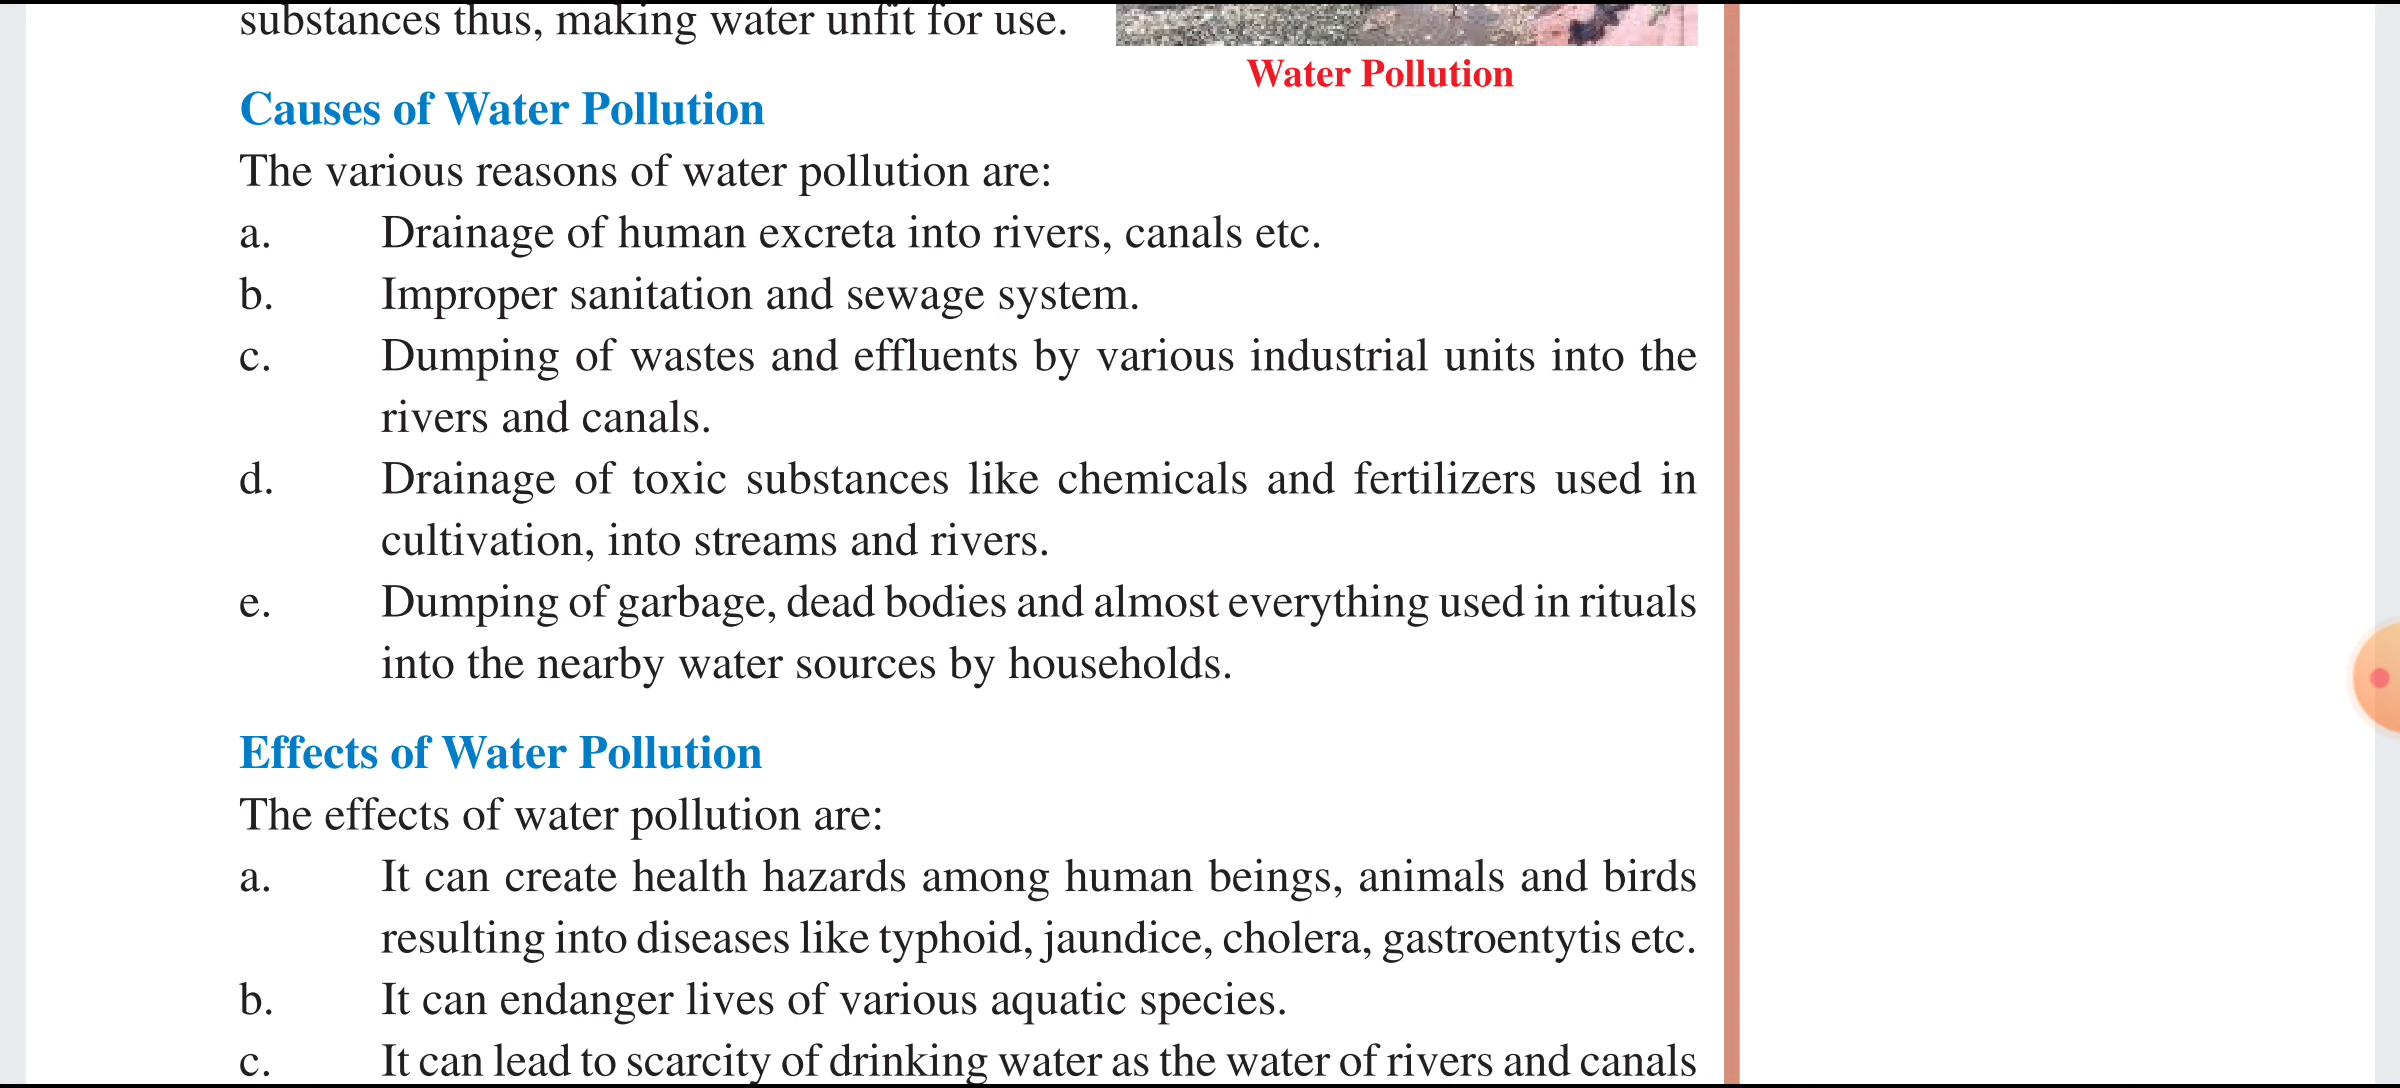 substances thus, making water unfit for use.
Water Pollution
Causes of Water Pollution
The various reasons of water pollution are:
a. Drainage of human excreta into rivers, canals etc.
b. Improper sanitation and sewage system.
c. Dumping of wastes and effluents by various industrial units into the
rivers and canals.
d. Drainage of toxic substances like chemicals and fertilizers used in
cultivation, into streams and rivers.
e. Dumping of garbage, dead bodies and almost everything used in rituals
into the nearby water sources by households.
Effects of Water Pollution
The effects of water pollution are:
a. It can create health hazards among human beings, animals and birds
resulting into diseases like typhoid, jaundice, cholera, gastroentytis etc.
b. It can endanger lives of various aquatic species.
c. It can lead to scarcity of drinking water as the water of rivers and canals